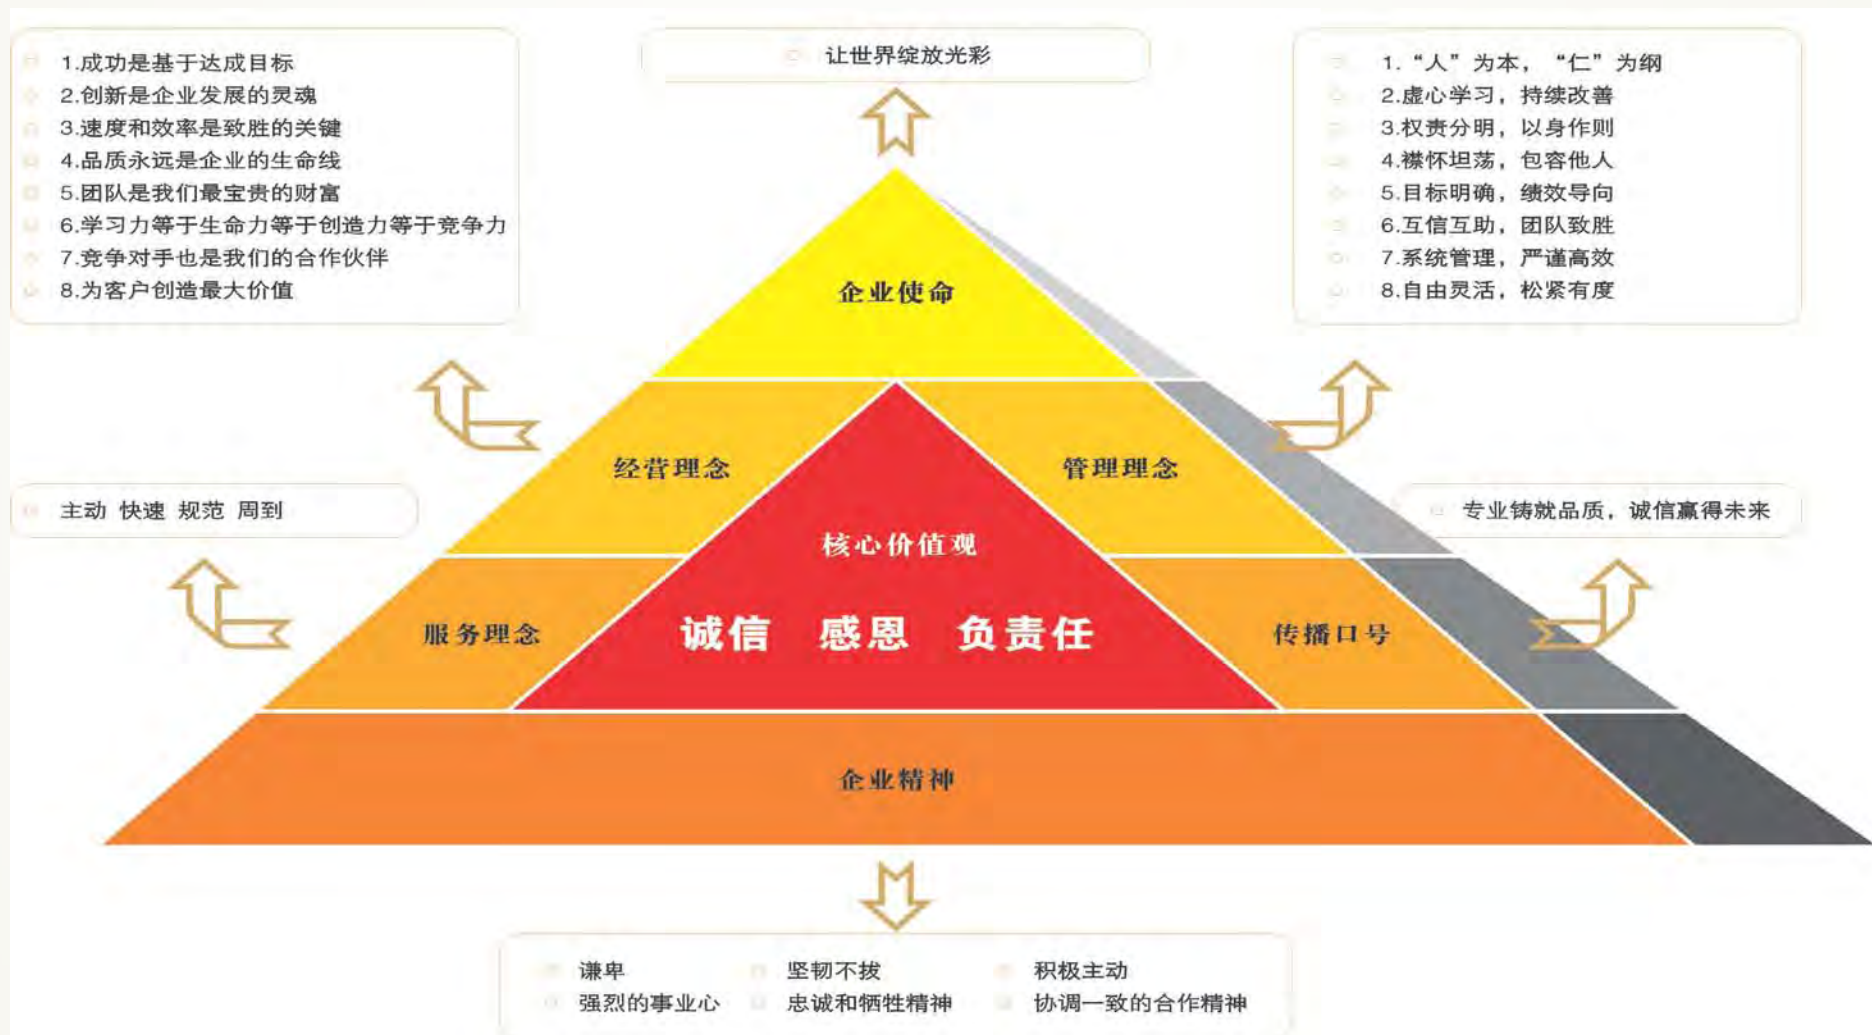 1.成功是基于达成目标
2.创新是企业发展的灵魂
3.速度和效率是致胜的关键
4.品质永远是企业的生命线
5.团队是我们最宝贵的财富
6.学习力等于生命力等于创造力等于竞争力
7.竞争对手也是我们的合作伙伴
8.为客户创造最大价值
让世界绽放光彩
1.“人”为本，“仁”为纲
2.虚心学习，持续改善
3.权责分明，以身作则
4.襟怀坦荡，包容他人
5.目标明确，绩效导向
6.互信互助，团队致胜
7.系统管理，严谨高效
8.自由灵活，松紧有度
企业使命
经营理念
管理理念
主动 快速 规范 周到
专业铸就品质，诚信赢得未来
核心价值观
诚信 感恩 负责任
服务理念
传播口号
企业精神
谦卑 坚韧不拔 积极主动
强烈的事业心 忠诚和牺牲精神 协调一致的合作精神